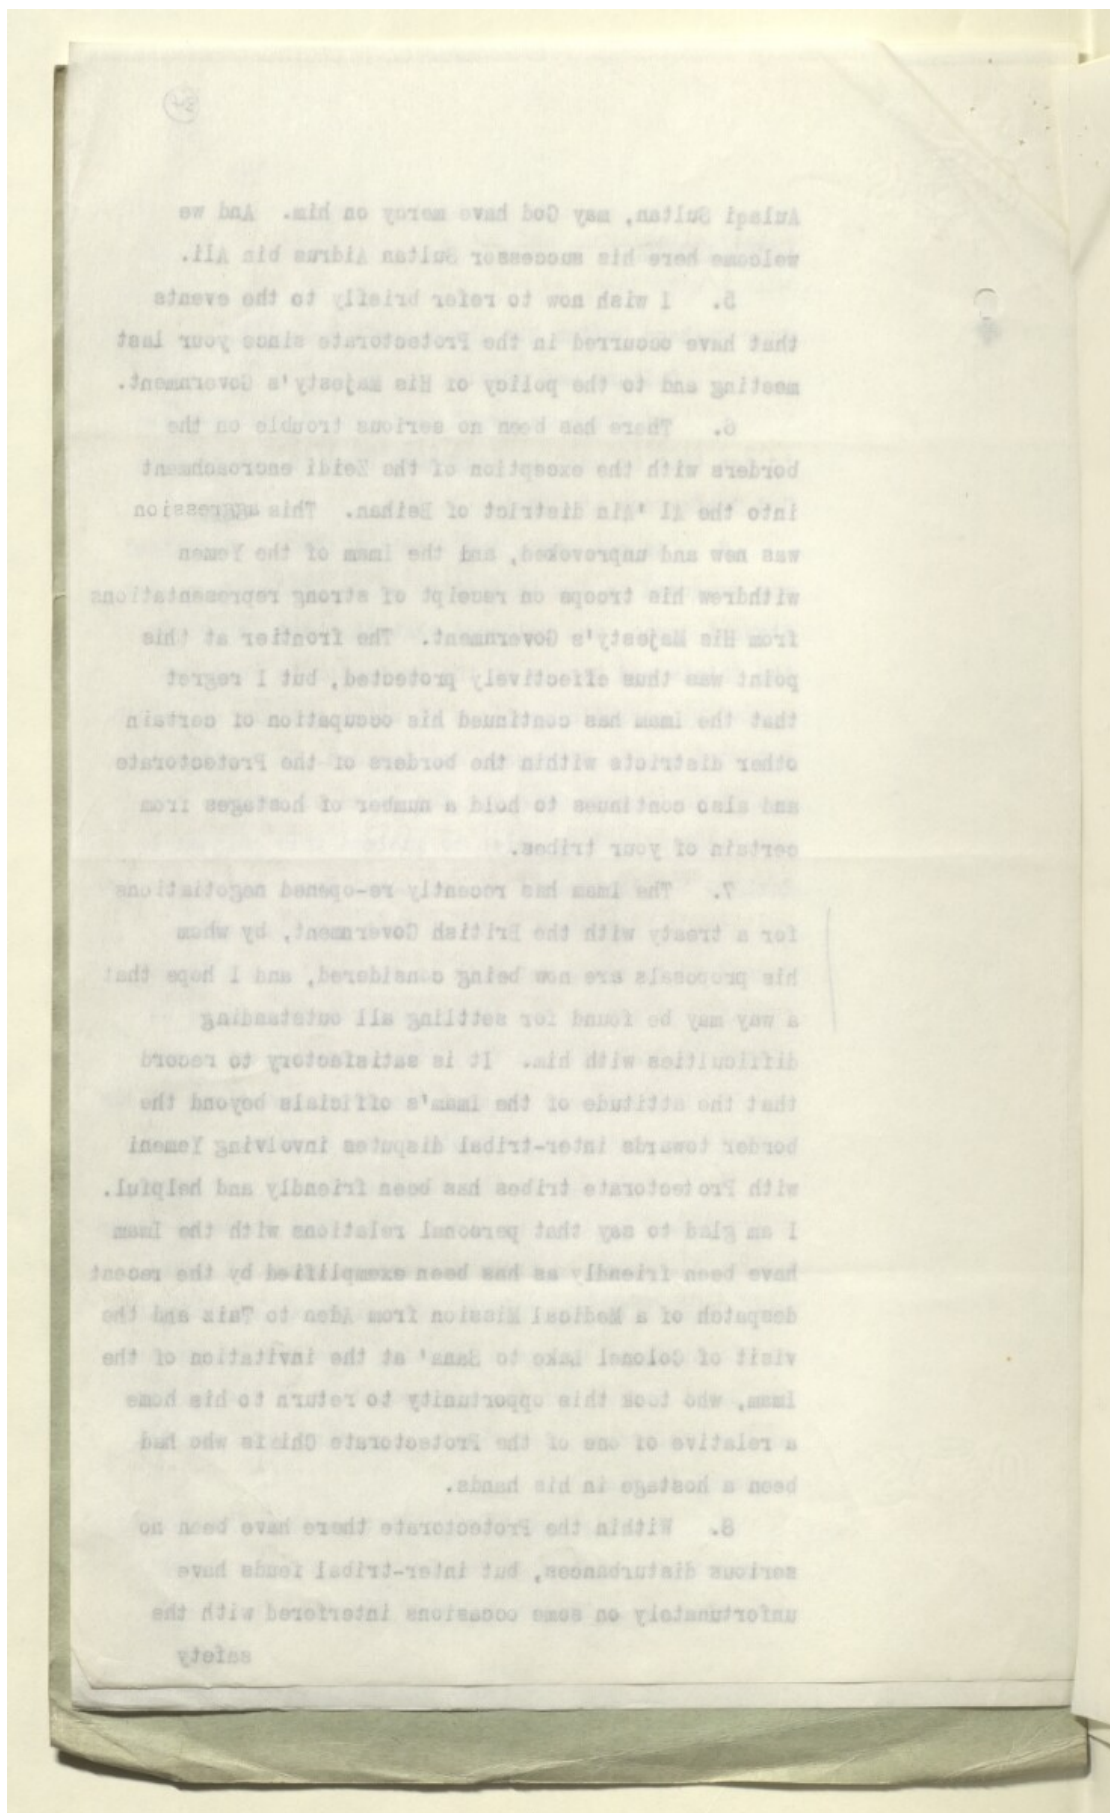 Aulaqi Sultan, may God have mercy on him. And we
welcome here his successor Sultan Aidrus bin Ali.
5. I wish now to refer briefly to the events
that have occurred in the Protectorate since your last
meeting and to the policy of His Majesty's Government.
6. There has been no serious trouble on the
borders with the exception of the Zeidi encroachment
into the Al 'Ain district of Beihan. This aggression
was new and unprovoked, and the Imam of the Yemen
withdrew his troops on receipt of strong representations
from His Majesty's Government. The frontier at this
point was thus effectively protected, but I regret
that the Imam has continued his occupation of certain
other districts within the borders of the Protectorate
and also continues to hold a number of hostages from
certain of your tribes.
7. The Imam has recently re-opened negotiations
for a treaty with the British Government, by whom
his proposals are now being considered, and I hope that
a way may be found for settling all outstanding
difficulties with him. It is satisfactory to record
that the attitude of the Imam's officials beyond the
border towards inter-tribal disputes involving Yemeni
with Protectorate tribes has been friendly and helpful.
I am glad to say that personal relations with the Imam
have been friendly as has been exemplified by the recent
despatch of a Medical Mission from Aden to Taiz and the
visit of Colonel Lake to Sana' at the invitation of the
Imam, who took this opportunity to return to his home
a relative of one of the Protectorate Chiefs who had
been a hostage in his hands.
8. Within the Protectorate there have been no
serious disturbances, but inter-tribal feuds have
unfortunately on some occasions interfered with the
safety